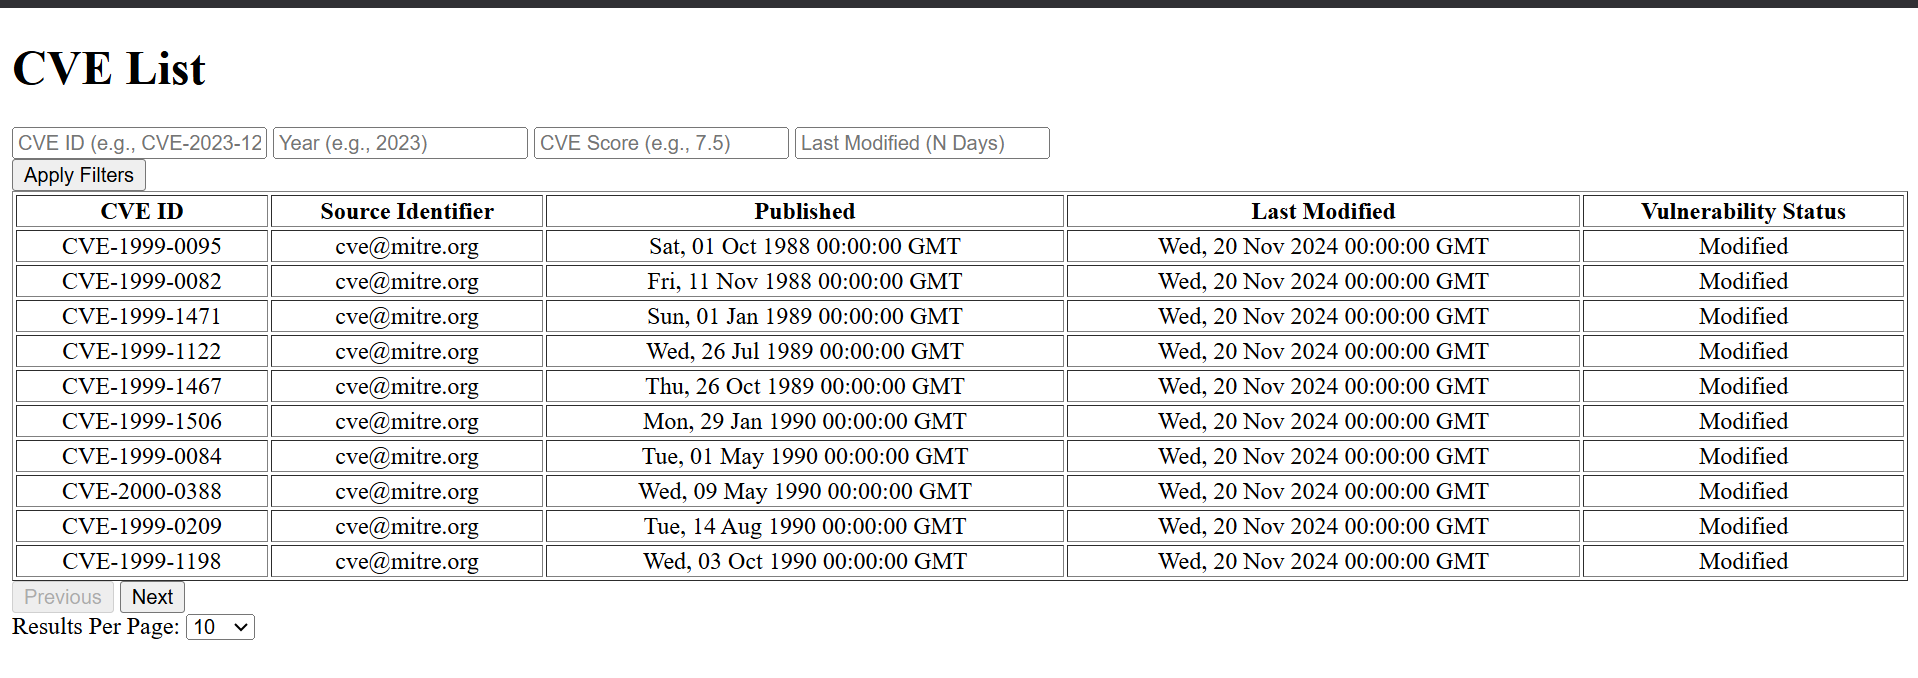 CVE List
CVE ID (e.g., CVE-2023-12 Year (e.g., 2023) CVE Score (e.g., 7.5) Last Modified (N Days)
Apply Filters
CVE ID Source Identifier Published Last Modified Vulnerability Status
CVE-1999-0095 cve@mitre.org Sat, 01 Oct 1988 00:00:00 GMT Wed, 20 Nov 2024 00:00:00 GMT Modified
CVE-1999-0082 cve@mitre.org Fri, 11 Nov 1988 00:00:00 GMT Wed, 20 Nov 2024 00:00:00 GMT Modified
CVE-1999-1471 cve@mitre.org Sun, 01 Jan 1989 00:00:00 GMT Wed, 20 Nov 2024 00:00:00 GMT Modified
CVE-1999-1122 cve@mitre.org Wed, 26 Jul 1989 00:00:00 GMT Wed, 20 Nov 2024 00:00:00 GMT Modified
CVE-1999-1467 cve@mitre.org Thu, 26 Oct 1989 00:00:00 GMT Wed, 20 Nov 2024 00:00:00 GMT Modified
CVE-1999-1506 cve@mitre.org Mon, 29 Jan 1990 00:00:00 GMT Wed, 20 Nov 2024 00:00:00 GMT Modified
CVE-1999-0084 cve@mitre.org Tue, 01 May 1990 00:00:00 GMT Wed, 20 Nov 2024 00:00:00 GMT Modified
CVE-2000-0388 cve@mitre.org Wed, 09 May 1990 00:00:00 GMT Wed, 20 Nov 2024 00:00:00 GMT Modified
CVE-1999-0209 cve@mitre.org Tue, 14 Aug 1990 00:00:00 GMT Wed, 20 Nov 2024 00:00:00 GMT Modified
CVE-1999-1198 cve@mitre.org Wed, 03 Oct 1990 00:00:00 GMT Wed, 20 Nov 2024 00:00:00 GMT Modified
Previous Next
Results Per Page: 10